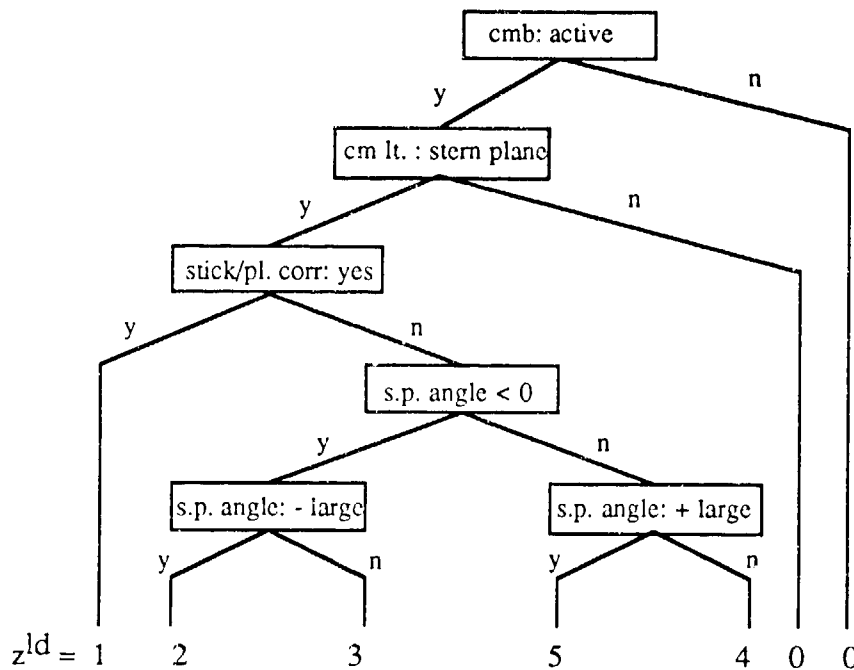 cmb: active
y n
cm lt. : stern plane
y n
stick/pl. corr: yes
y n
s.p. angle < 0
y n
s.p. angle: - large s.p. angle: + large
y n y n
z^ld = 1 2 3 5 4 0 0